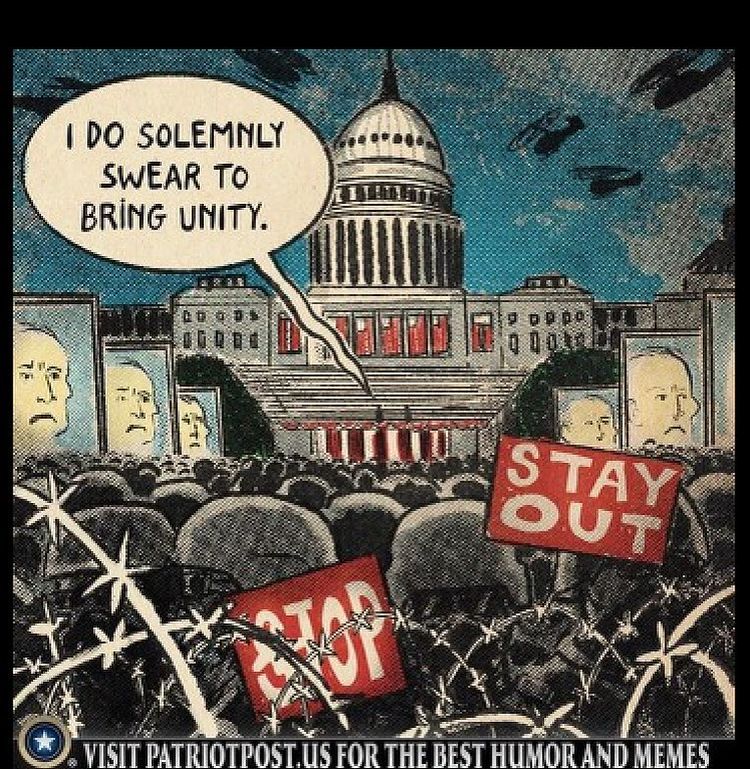 I DO SOLEMNLY
SWEAR TO
BRING UNITY.
STAY
OUT
STOP
VISIT PATRIOTPOST.US FOR THE BEST HUMOR AND MEMES